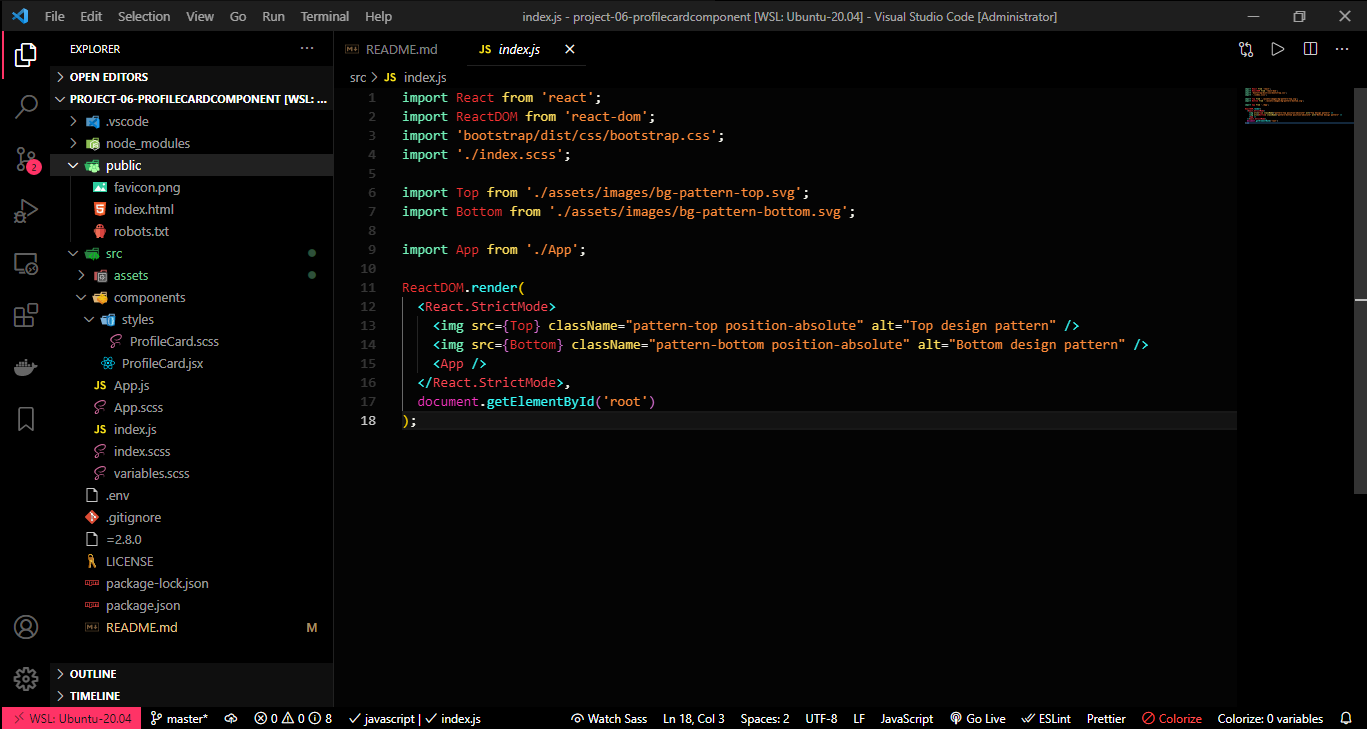 File Edit Selection View Go Run Terminal Help
index.js - project-06-profilecardcomponent [WSL: Ubuntu-20.04] - Visual Studio Code [Administrator]
EXPLORER
OPEN EDITORS
PROJECT-06-PROFILECARDCOMPONENT [WSL: ...
.vscode
node_modules
public
favicon.png
index.html
robots.txt
src
assets
components
styles
ProfileCard.scss
ProfileCard.jsx
JS App.js
App.scss
JS index.js
index.scss
variables.scss
.env
.gitignore
=2.8.0
LICENSE
package-lock.json
package.json
README.md M
OUTLINE
TIMELINE
2
README.md
JS index.js
src > JS index.js
1 import React from 'react';
2 import ReactDOM from 'react-dom';
3 import 'bootstrap/dist/css/bootstrap.css';
4 import './index.scss';
5
6 import Top from './assets/images/bg-pattern-top.svg';
7 import Bottom from './assets/images/bg-pattern-bottom.svg';
8
9 import App from './App';
10
11 ReactDOM.render(
12 <React.StrictMode>
13 <img src={Top} className="pattern-top position-absolute" alt="Top design pattern" />
14 <img src={Bottom} className="pattern-bottom position-absolute" alt="Bottom design pattern" />
15 <App />
16 </React.StrictMode>,
17 document.getElementById('root')
18 );
WSL: Ubuntu-20.04 master* 0 0 8 javascript | index.js Watch Sass Ln 18, Col 3 Spaces: 2 UTF-8 LF JavaScript Go Live ESLint Prettier Colorize Colorize: 0 variables